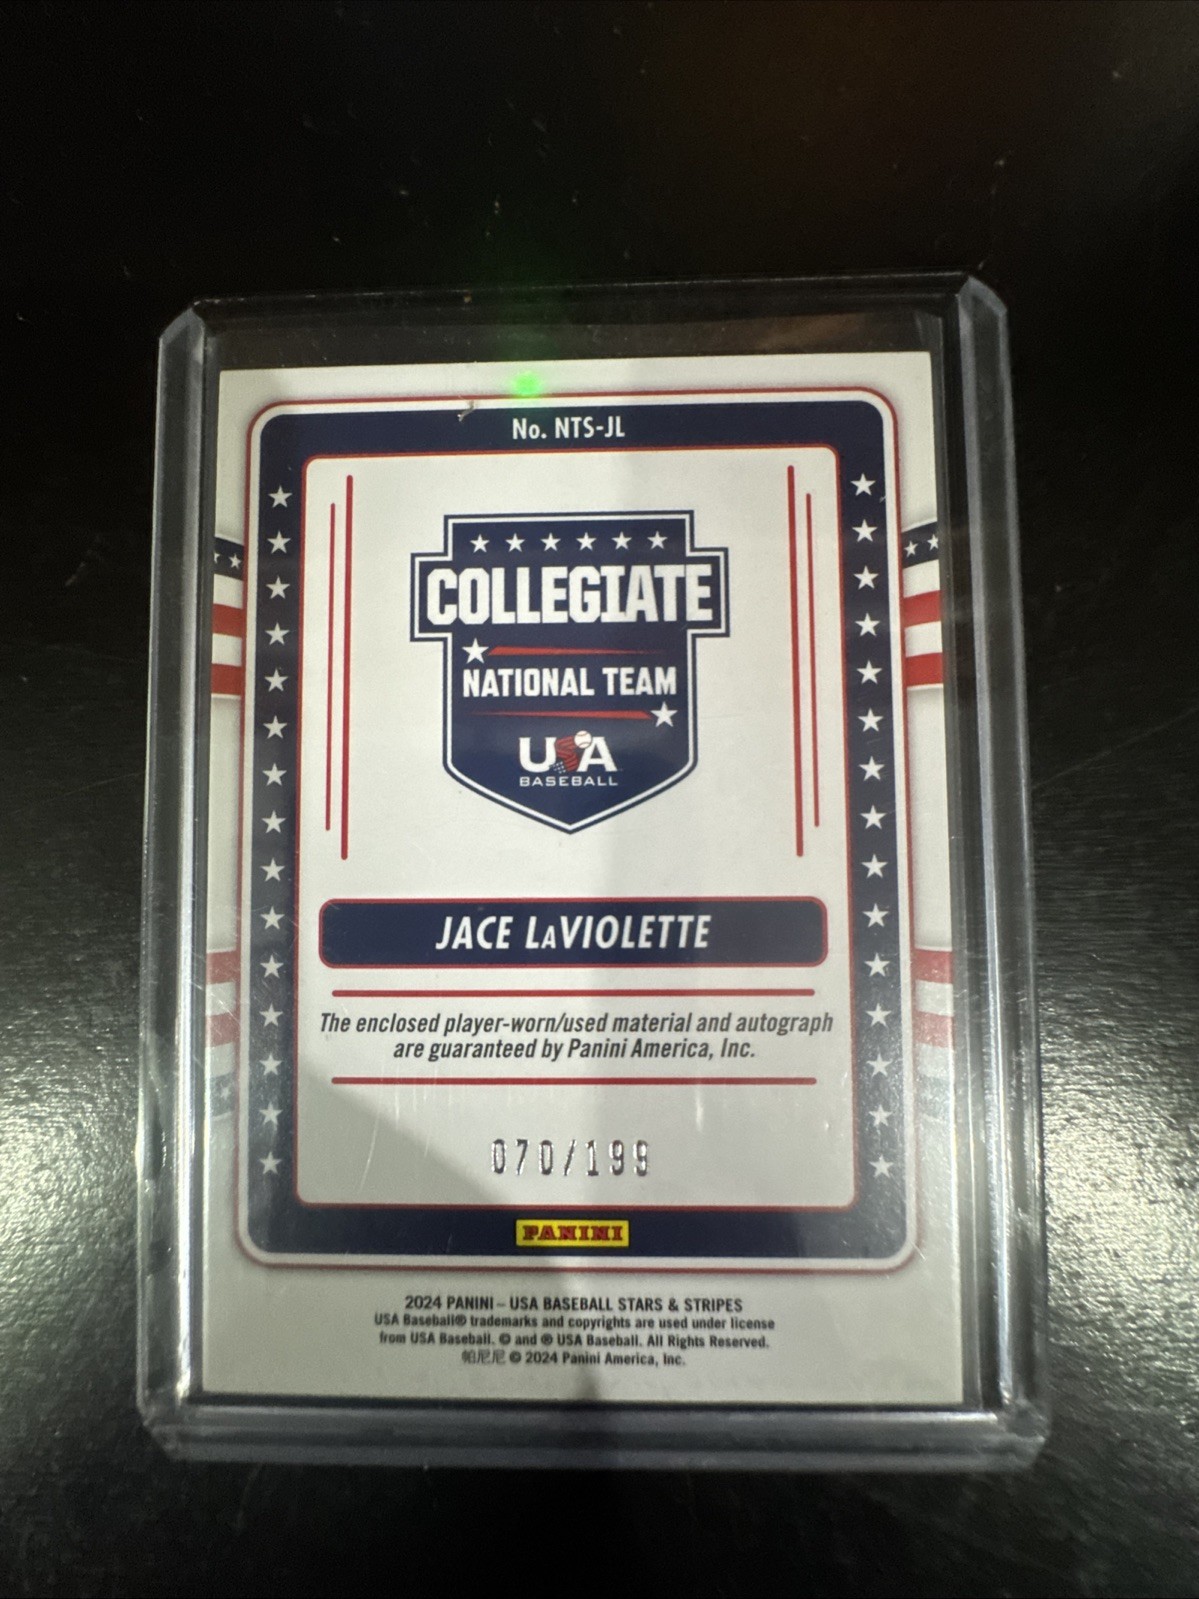 No. NTS-JL
COLLEGIATE
NATIONAL TEAM
USA
BASEBALL
JACE LAVIOLETTE
The enclosed player-worn/used material and autograph
are guaranteed by Panini America, Inc.
070/199
PANINI
2024 PANINI – USA BASEBALL STARS & STRIPES
USA Baseball® trademarks and copyrights are used under license
from USA Baseball. © and ® USA Baseball. All Rights Reserved.
帕尼尼 © 2024 Panini America, Inc.